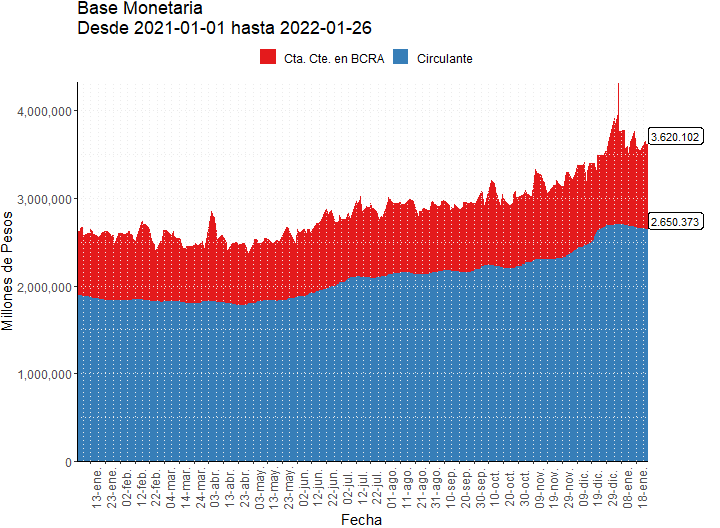 Base Monetaria
Desde 2021-01-01 hasta 2022-01-26
Cta. Cte. en BCRA
Circulante
Millones de Pesos
4,000,000
3,000,000
2,000,000
1,000,000
0
3.620.102
2.650.373
13-ene.
23-ene.
02-feb.
12-feb.
22-feb.
04-mar.
14-mar.
24-mar.
03-abr.
13-abr.
23-abr.
03-may.
13-may.
23-may.
02-jun.
12-jun.
22-jun.
02-jul.
12-jul.
22-jul.
01-ago.
11-ago.
21-ago.
31-ago.
10-sep.
20-sep.
30-sep.
10-oct.
20-oct.
30-oct.
09-nov.
19-nov.
29-nov.
09-dic.
19-dic.
29-dic.
08-ene.
18-ene.
Fecha